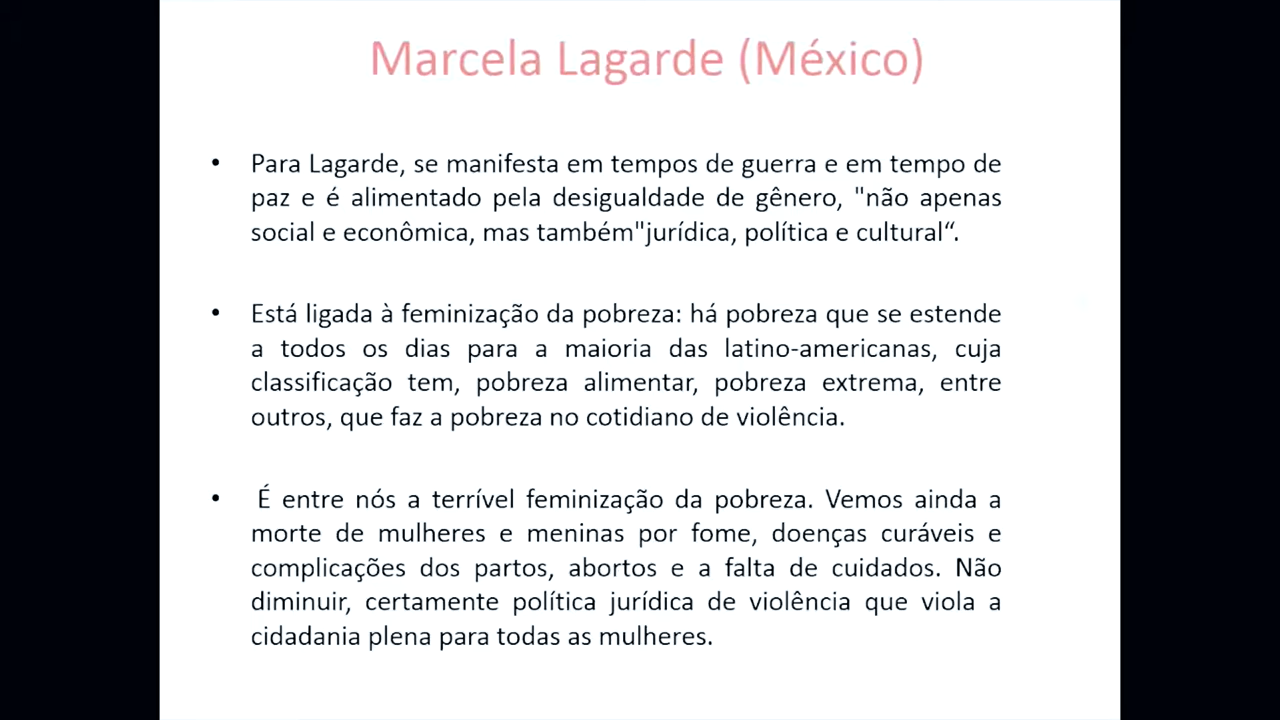 Marcela Lagarde (México)
• Para Lagarde, se manifesta em tempos de guerra e em tempo de
paz e é alimentado pela desigualdade de gênero, "não apenas
social e econômica, mas também"jurídica, política e cultural“.
• Está ligada à feminização da pobreza: há pobreza que se estende
a todos os dias para a maioria das latino-americanas, cuja
classificação tem, pobreza alimentar, pobreza extrema, entre
outros, que faz a pobreza no cotidiano de violência.
• É entre nós a terrível feminização da pobreza. Vemos ainda a
morte de mulheres e meninas por fome, doenças curáveis e
complicações dos partos, abortos e a falta de cuidados. Não
diminuir, certamente política jurídica de violência que viola a
cidadania plena para todas as mulheres.